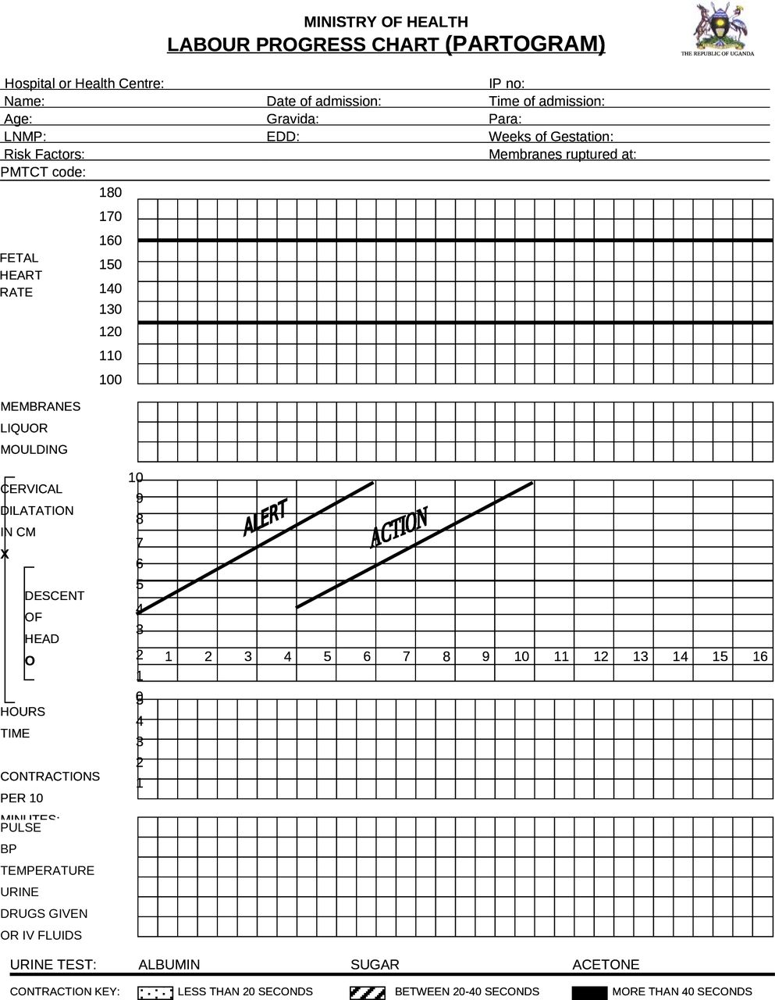 MINISTRY OF HEALTH
LABOUR PROGRESS CHART (PARTOGRAM)
THE REPUBLIC OF UGANDA
Hospital or Health Centre: IP no:
Name: Date of admission: Time of admission:
Age: Gravida: Para:
LNMP: EDD: Weeks of Gestation:
Risk Factors: Membranes ruptured at:
PMTCT code:
FETAL
HEART
RATE
180
170
160
150
140
130
120
110
100
MEMBRANES
LIQUOR
MOULDING
CERVICAL
DILATATION
IN CM
X
DESCENT
OF
HEAD
O
10
9
8
7
6
5
4
3
2
1
0
ALERT
ACTION
1 2 3 4 5 6 7 8 9 10 11 12 13 14 15 16
HOURS
TIME
CONTRACTIONS
PER 10
MINUTES:
5
4
3
2
1
PULSE
BP
TEMPERATURE
URINE
DRUGS GIVEN
OR IV FLUIDS
URINE TEST: ALBUMIN SUGAR ACETONE
CONTRACTION KEY: LESS THAN 20 SECONDS BETWEEN 20-40 SECONDS MORE THAN 40 SECONDS